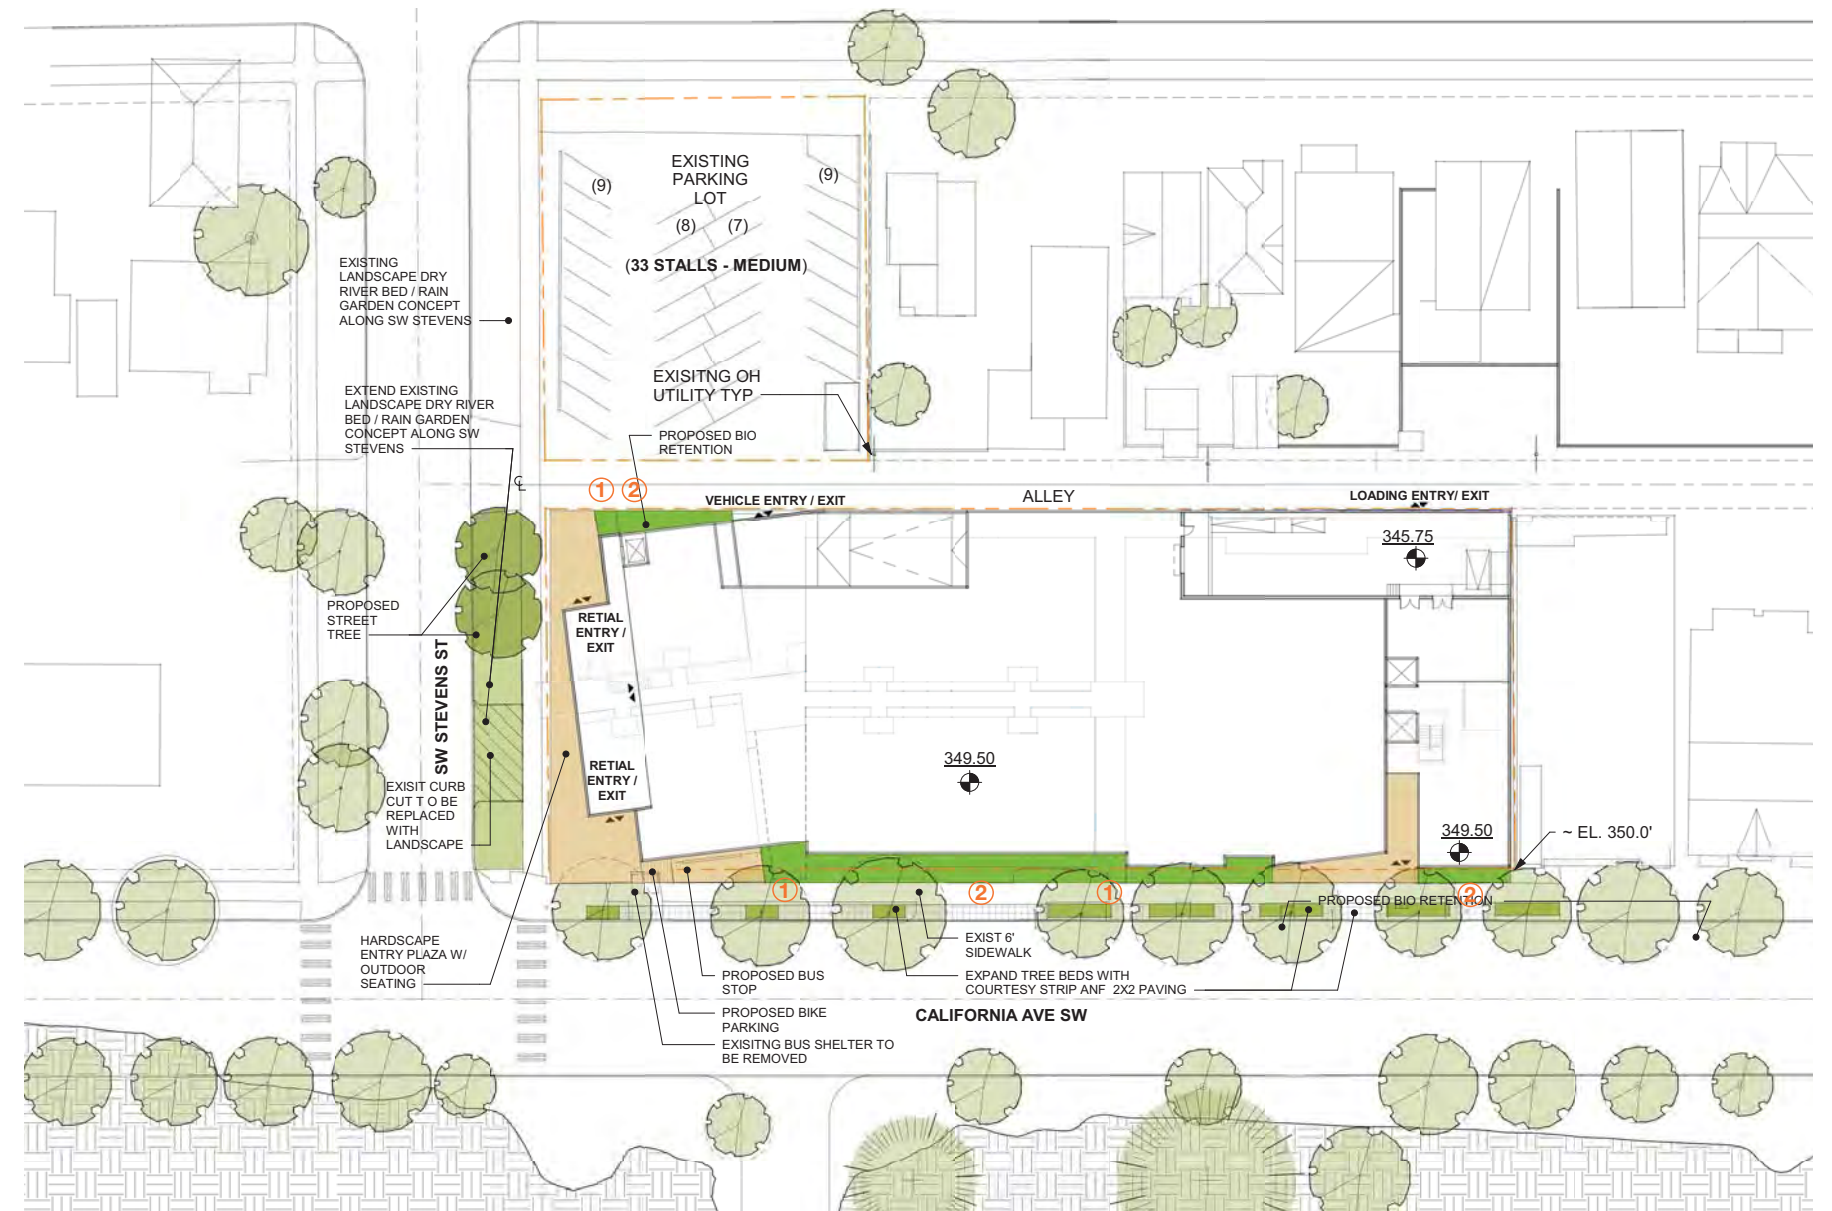 EXISTING
PARKING
LOT
(9)
(9)
(8) (7)
(33 STALLS - MEDIUM)
EXISTING
LANDSCAPE DRY
RIVER BED / RAIN
GARDEN CONCEPT
ALONG SW STEVENS
EXISITNG OH
UTILITY TYP
EXTEND EXISTING
LANDSCAPE DRY RIVER
BED / RAIN GARDEN
CONCEPT ALONG SW
STEVENS
PROPOSED BIO
RETENTION
CL
1 2
VEHICLE ENTRY / EXIT
ALLEY
LOADING ENTRY/ EXIT
345.75
PROPOSED
STREET
TREE
RETIAL
ENTRY /
EXIT
SW STEVENS ST
RETIAL
ENTRY /
EXIT
349.50
EXISIT CURB
CUT T O BE
REPLACED
WITH
LANDSCAPE
349.50
~ EL. 350.0'
1
2
1
2
PROPOSED BIO RETENTION
HARDSCAPE
ENTRY PLAZA W/
OUTDOOR
SEATING
EXIST 6'
SIDEWALK
PROPOSED BUS
STOP
EXPAND TREE BEDS WITH
COURTESY STRIP ANF 2X2 PAVING
PROPOSED BIKE
PARKING
CALIFORNIA AVE SW
EXISITNG BUS SHELTER TO
BE REMOVED